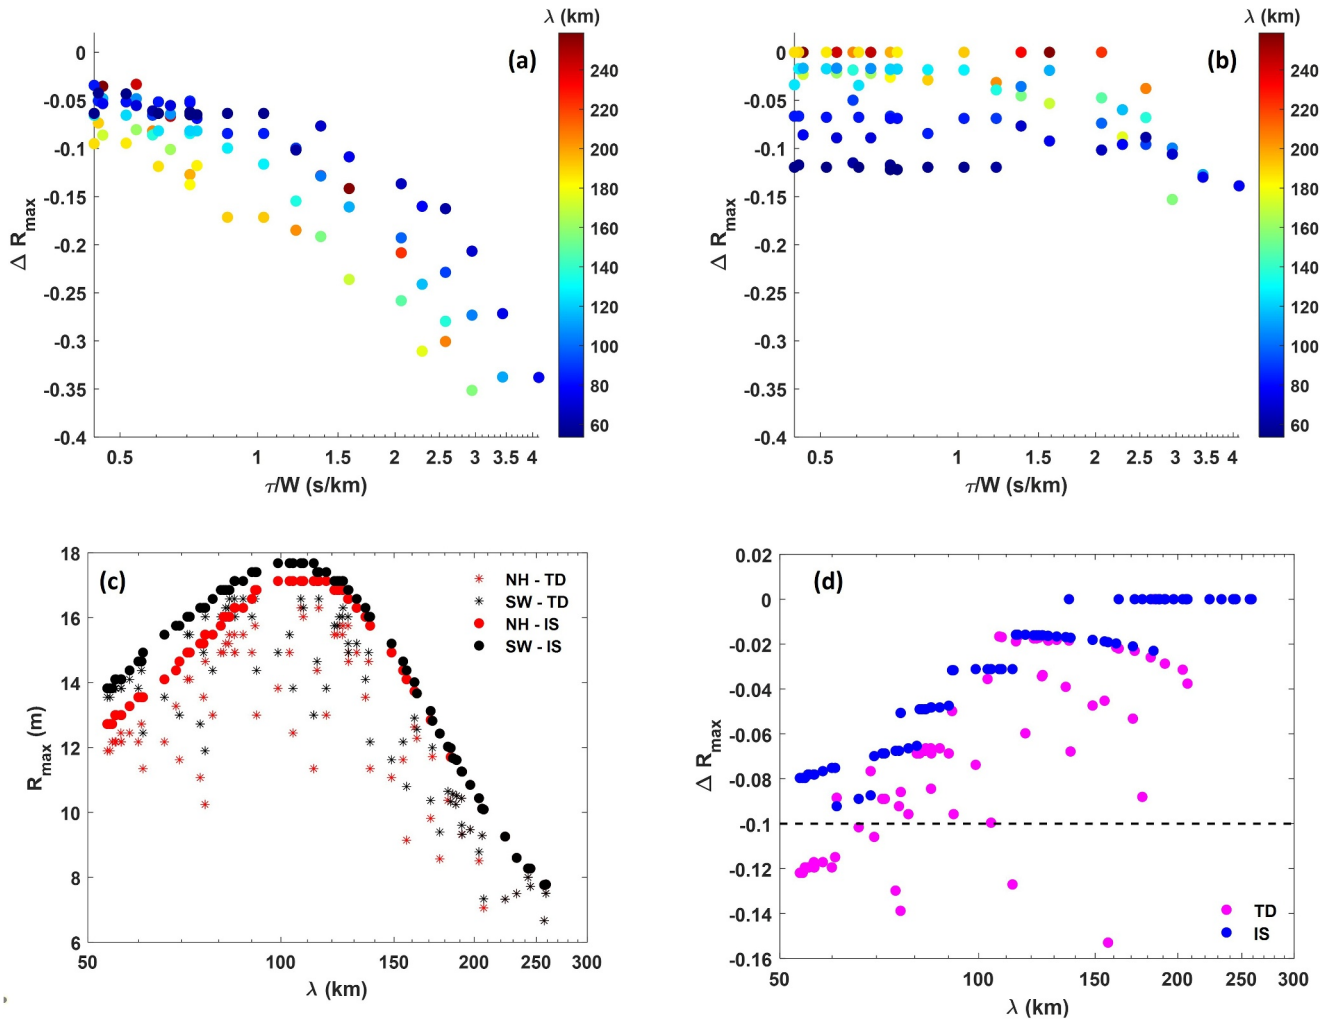 λ (km)
(a)
0
-0.05
-0.1
-0.15
-0.2
-0.25
-0.3
-0.35
-0.4
Δ Rmax
0.5 1 1.5 2 2.5 3 3.5 4
τ/W (s/km)
240
220
200
180
160
140
120
100
80
60
λ (km)
(b)
0
-0.05
-0.1
-0.15
-0.2
-0.25
-0.3
-0.35
-0.4
Δ Rmax
0.5 1 1.5 2 2.5 3 3.5 4
τ/W (s/km)
240
220
200
180
160
140
120
100
80
60
(c)
18
16
14
12
10
8
6
Rmax (m)
NH - TD
SW - TD
NH - IS
SW - IS
50 100 150 200 250 300
λ (km)
(d)
0.02
0
-0.02
-0.04
-0.06
-0.08
-0.1
-0.12
-0.14
-0.16
Δ Rmax
TD
IS
50 100 150 200 300
λ (km)